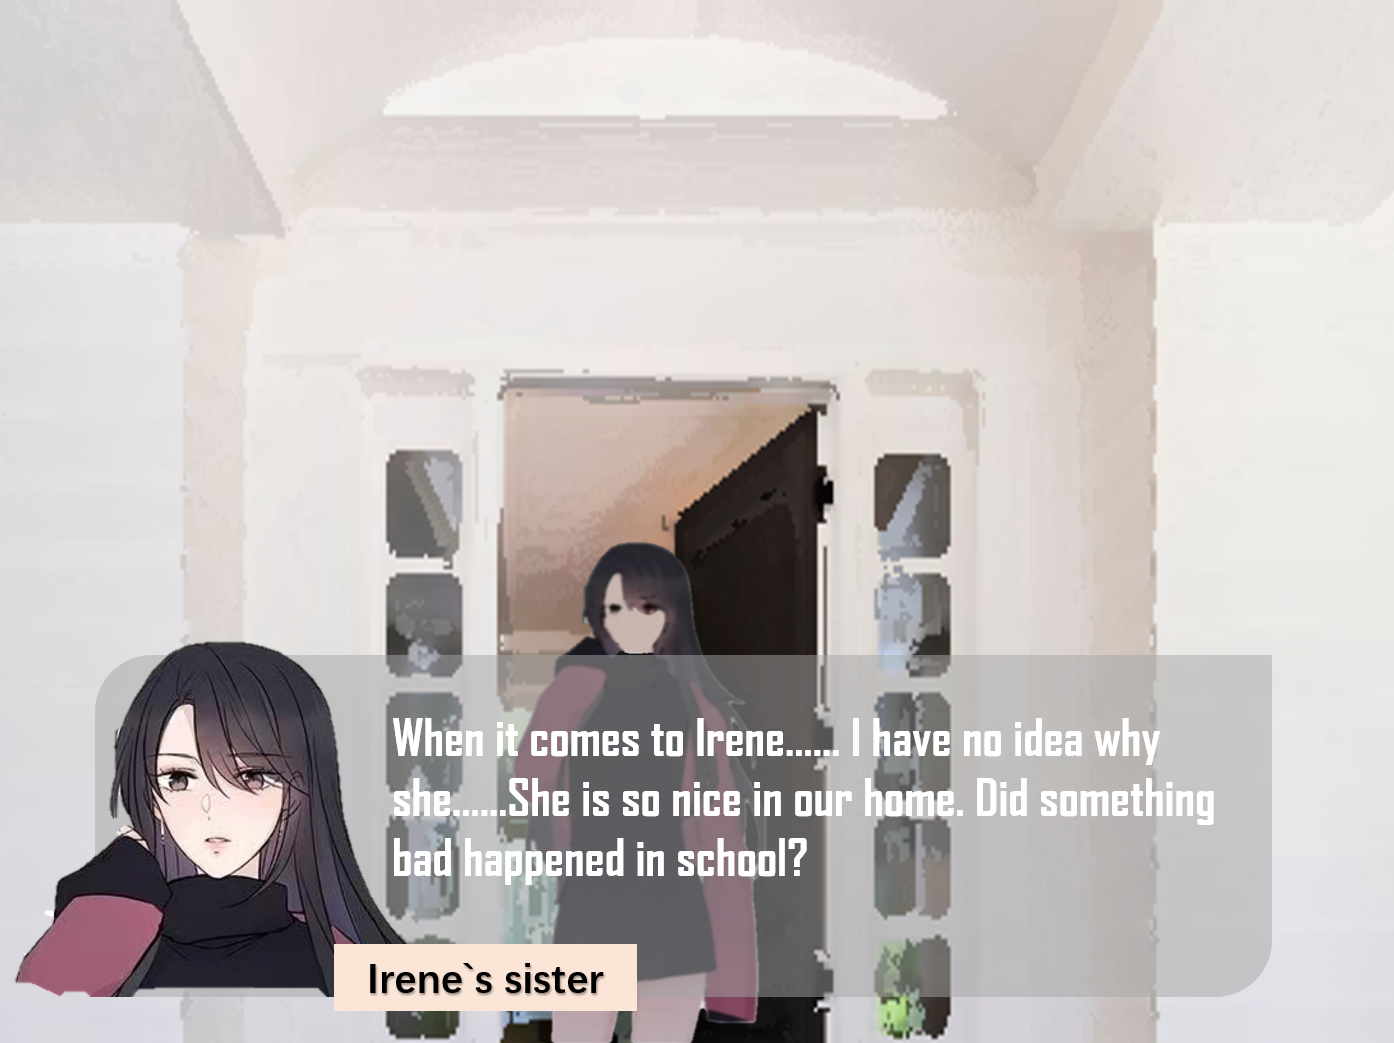 When it comes to Irene...... I have no idea why
she......She is so nice in our home. Did something
bad happened in school?
Irene`s sister